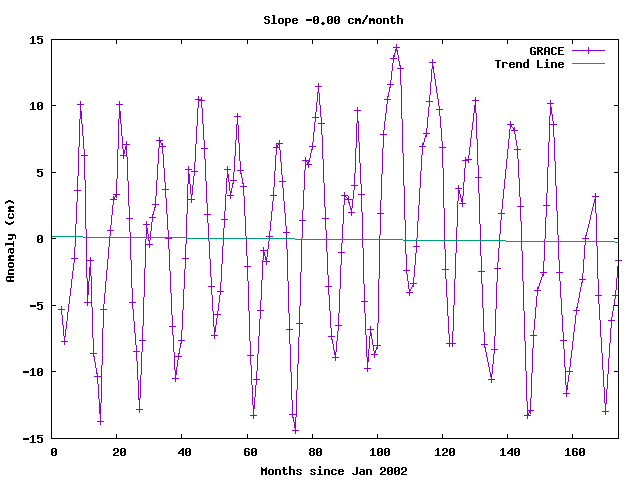 Slope -0.00 cm/month
15
GRACE
Trend Line
10
5
0
-5
-10
-15
Anomaly (cm)
0 20 40 60 80 100 120 140 160
Months since Jan 2002